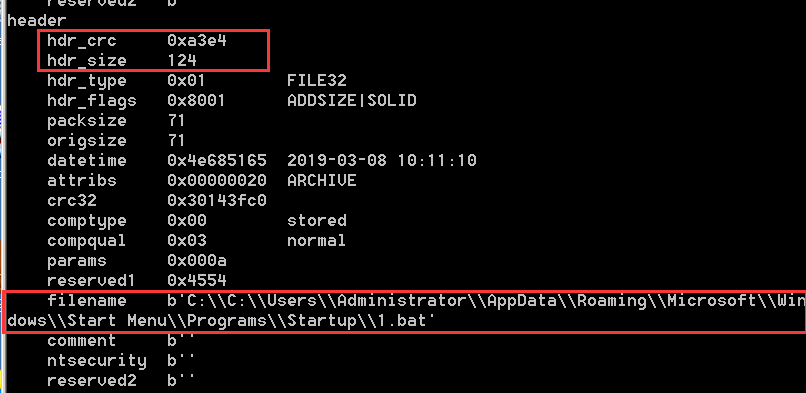 reserved2 b''
header
hdr_crc 0xa3e4
hdr_size 124
hdr_type 0x01 FILE32
hdr_flags 0x8001 ADDSIZE|SOLID
packsize 71
origsize 71
datetime 0x4e685165 2019-03-08 10:11:10
attribs 0x00000020 ARCHIVE
crc32 0x30143fc0
comptype 0x00 stored
compqual 0x03 normal
params 0x000a
reserved1 0x4554
filename b'C:\\C:\\Users\\Administrator\\AppData\\Roaming\\Microsoft\\Win
dows\\Start Menu\\Programs\\Startup\\1.bat'
comment b''
ntsecurity b''
reserved2 b''